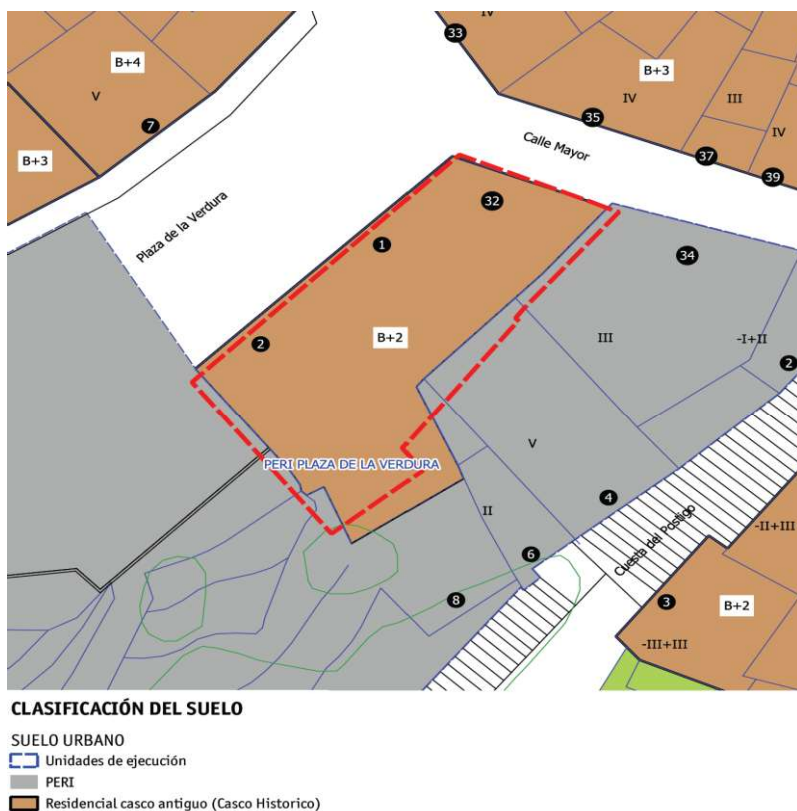 IV
33
B+4
B+3
V
IV
III
7
35
B+3
Calle Mayor
37
IV
39
32
Plaza de la Verdura
1
34
2
B+2
III
-I+II
2
PERI PLAZA DE LA VERDURA
V
4
II
-II+III
6
Cuesta del Postigo
8
3
B+2
-III+III
CLASIFICACIÓN DEL SUELO
SUELO URBANO
Unidades de ejecución
PERI
Residencial casco antiguo (Casco Historico)